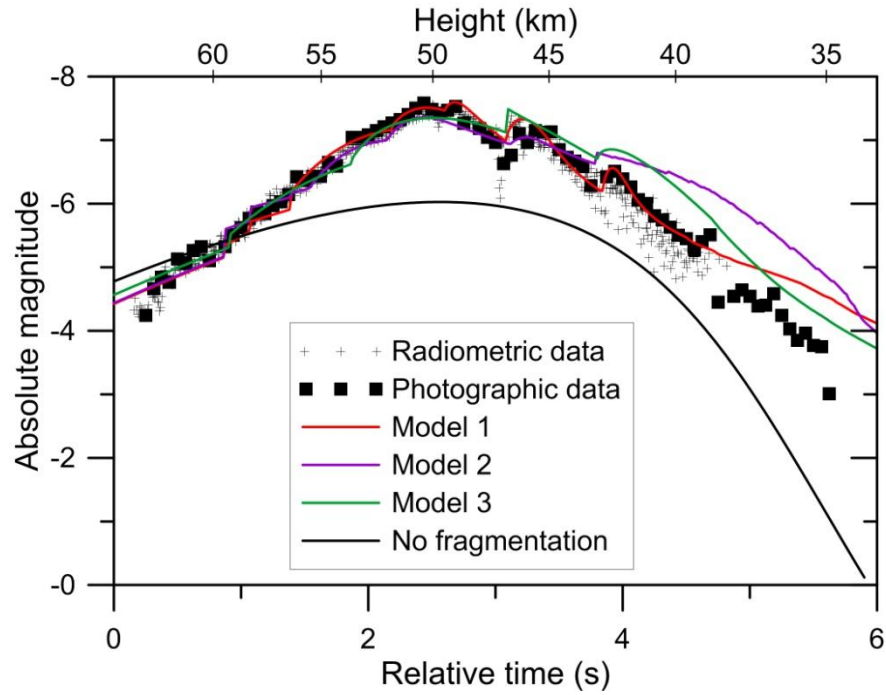 Height (km)
60 55 50 45 40 35
-8
-6
-4
-2
-0
Absolute magnitude
Radiometric data
Photographic data
Model 1
Model 2
Model 3
No fragmentation
0 2 4 6
Relative time (s)